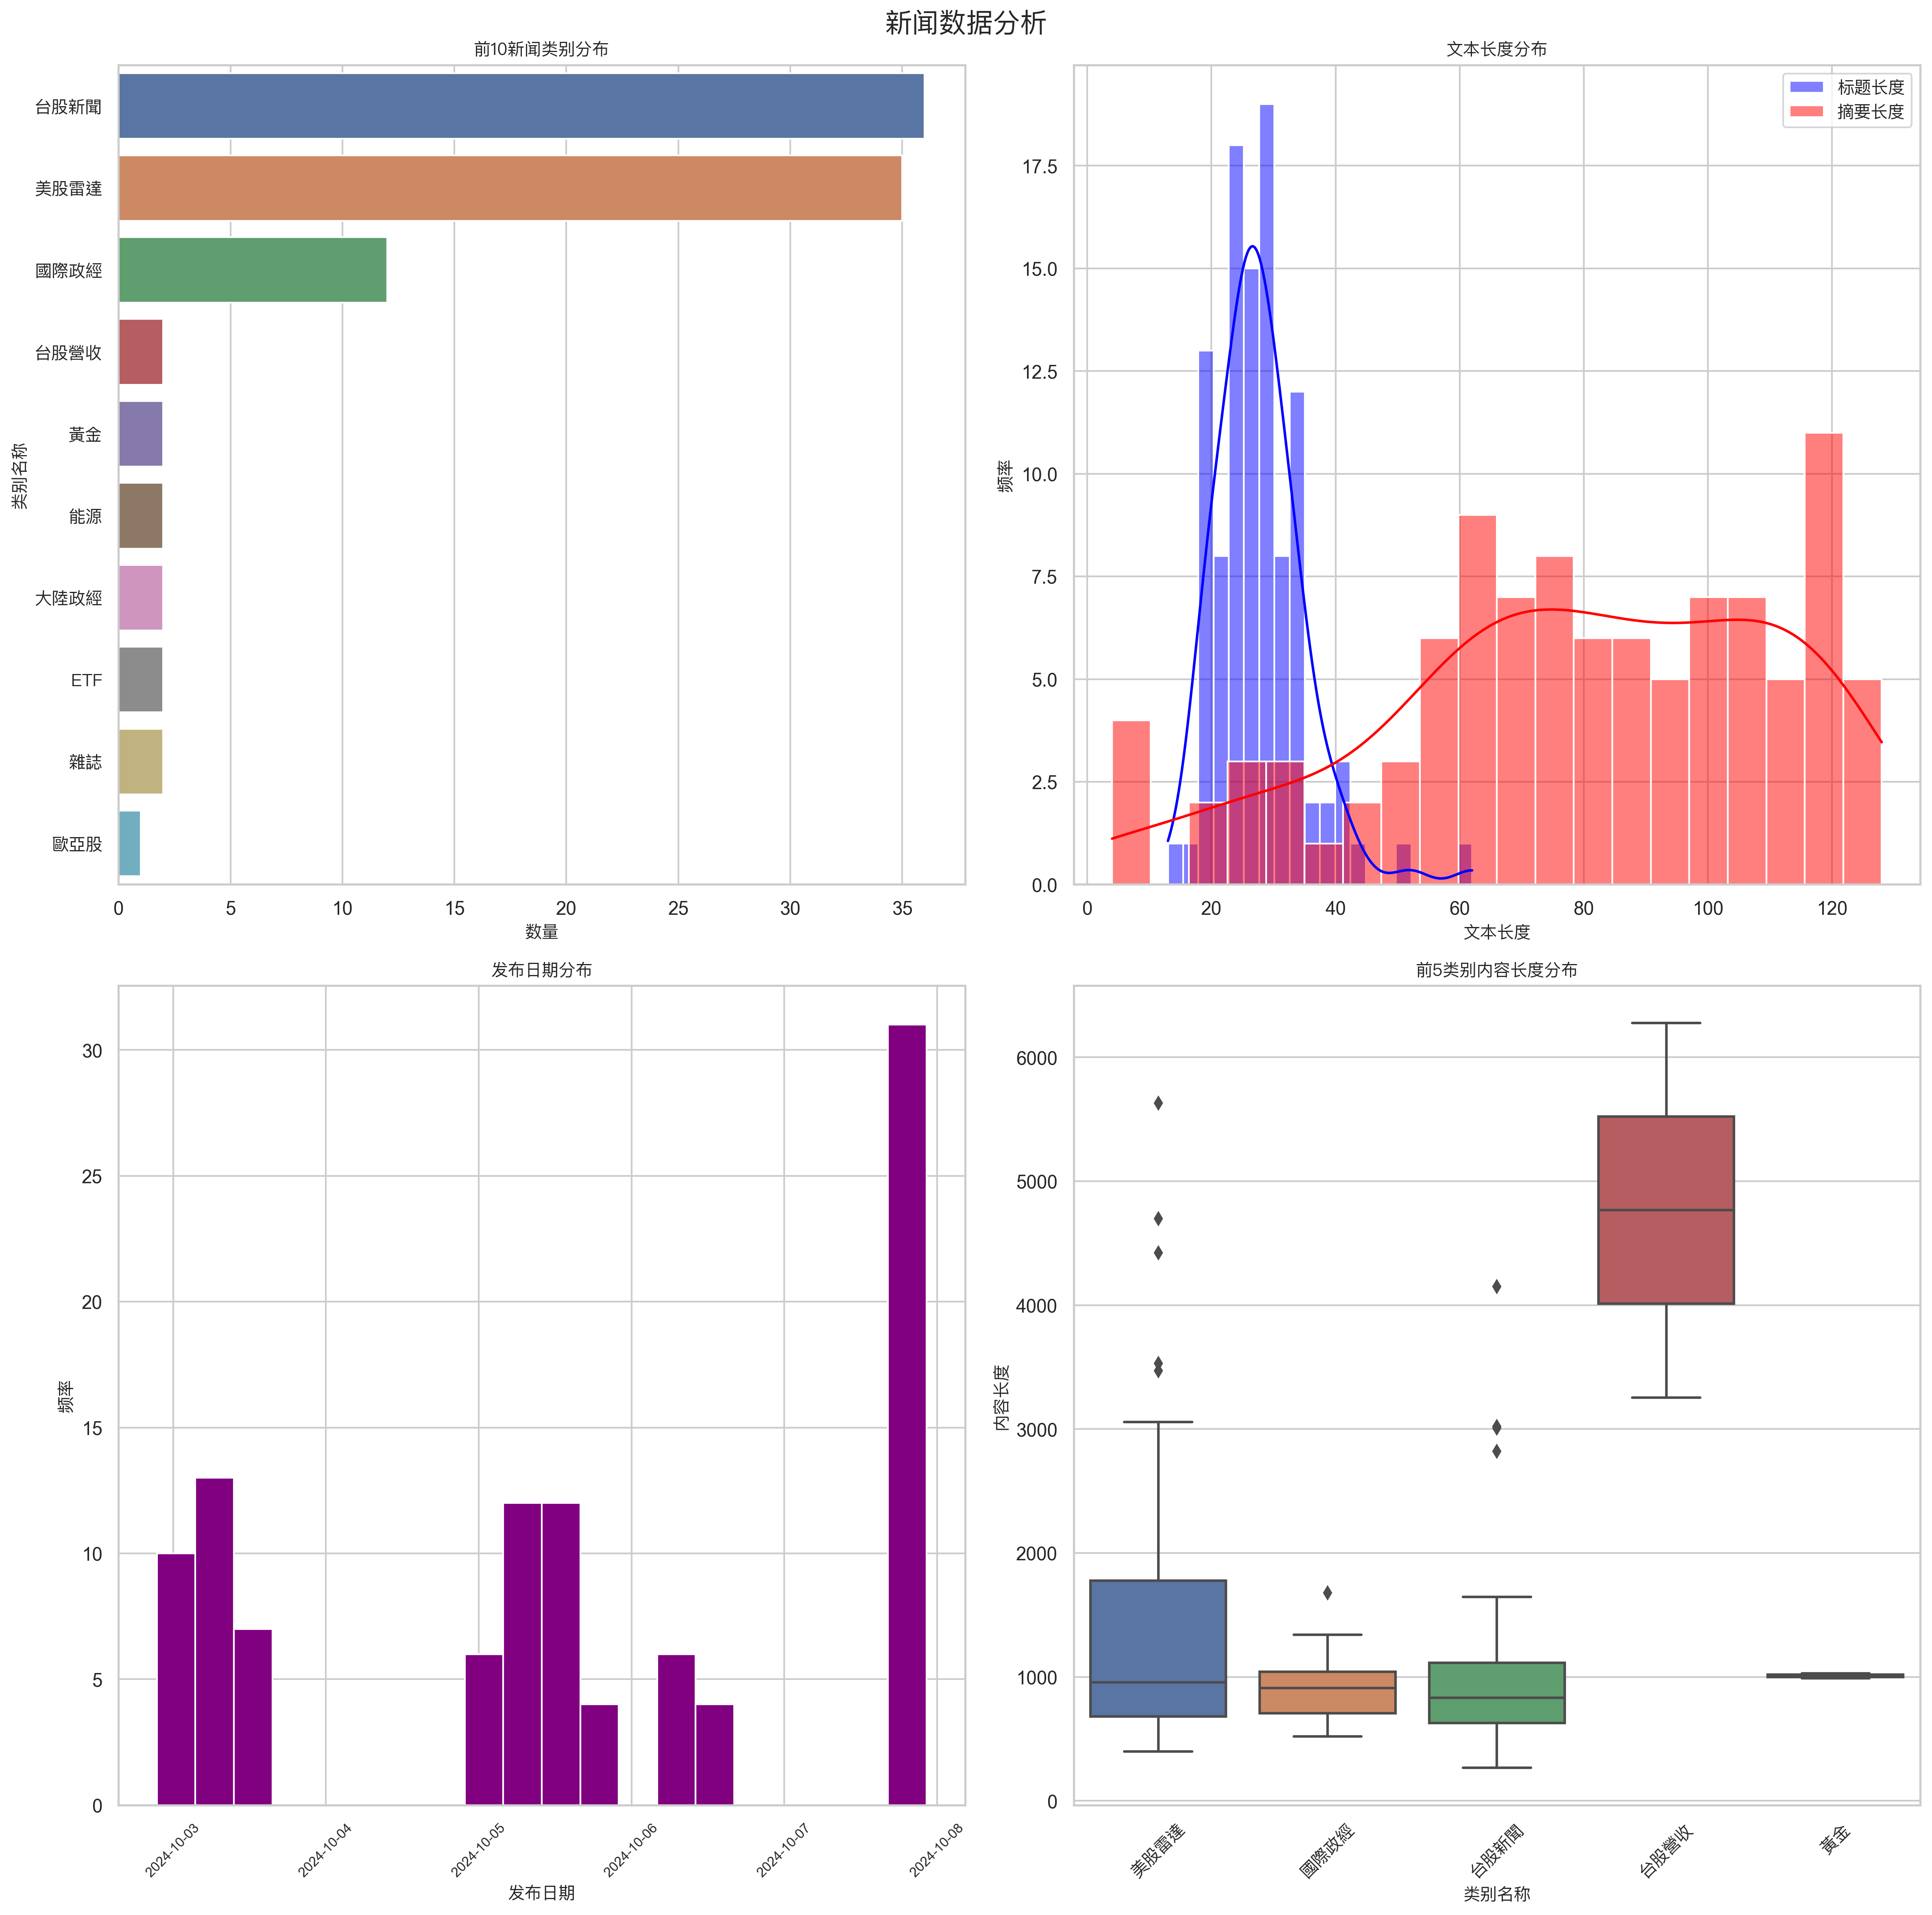 新闻数据分析
前10新闻类别分布
类别名称
台股新聞
美股雷達
國際政經
台股營收
黃金
能源
大陸政經
ETF
雜誌
歐亞股
0 5 10 15 20 25 30 35
数量
文本长度分布
标题长度
摘要长度
频率
17.5
15.0
12.5
10.0
7.5
5.0
2.5
0.0
0 20 40 60 80 100 120
文本长度
发布日期分布
频率
30
25
20
15
10
5
0
2024-10-03 2024-10-04 2024-10-05 2024-10-06 2024-10-07 2024-10-08
发布日期
前5类别内容长度分布
内容长度
6000
5000
4000
3000
2000
1000
0
美股雷達 國際政經 台股新聞 台股營收 黃金
类别名称